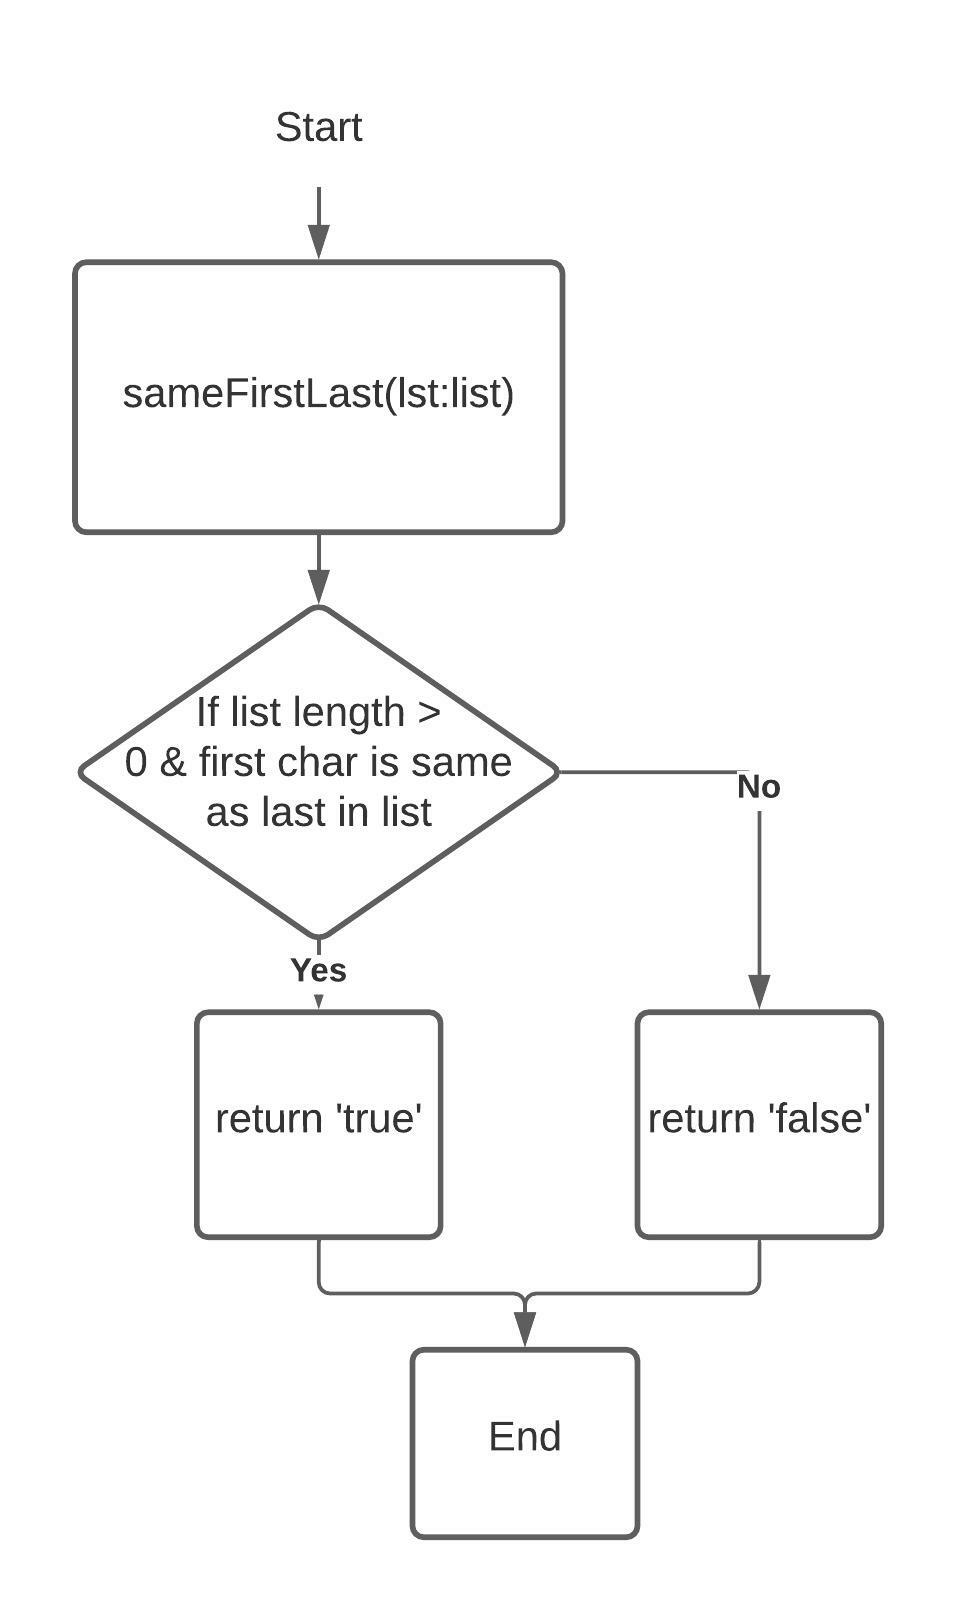 Start
sameFirstLast(lst:list)
If list length >
0 & first char is same
as last in list
No
Yes
return 'true'
return 'false'
End